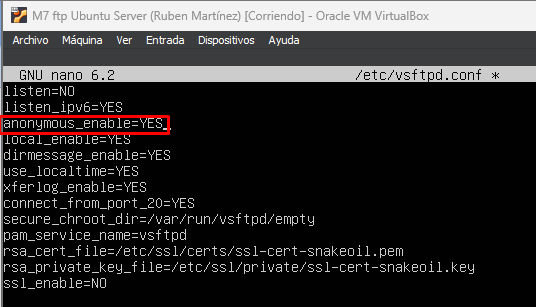 M7 ftp Ubuntu Server (Ruben Martínez) [Corriendo] - Oracle VM VirtualBox
Archivo Máquina Ver Entrada Dispositivos Ayuda
GNU nano 6.2 /etc/vsftpd.conf *
listen=NO
listen_ipv6=YES
anonymous_enable=YES_
local_enable=YES
dirmessage_enable=YES
use_localtime=YES
xferlog_enable=YES
connect_from_port_20=YES
secure_chroot_dir=/var/run/vsftpd/empty
pam_service_name=vsftpd
rsa_cert_file=/etc/ssl/certs/ssl-cert-snakeoil.pem
rsa_private_key_file=/etc/ssl/private/ssl-cert-snakeoil.key
ssl_enable=NO